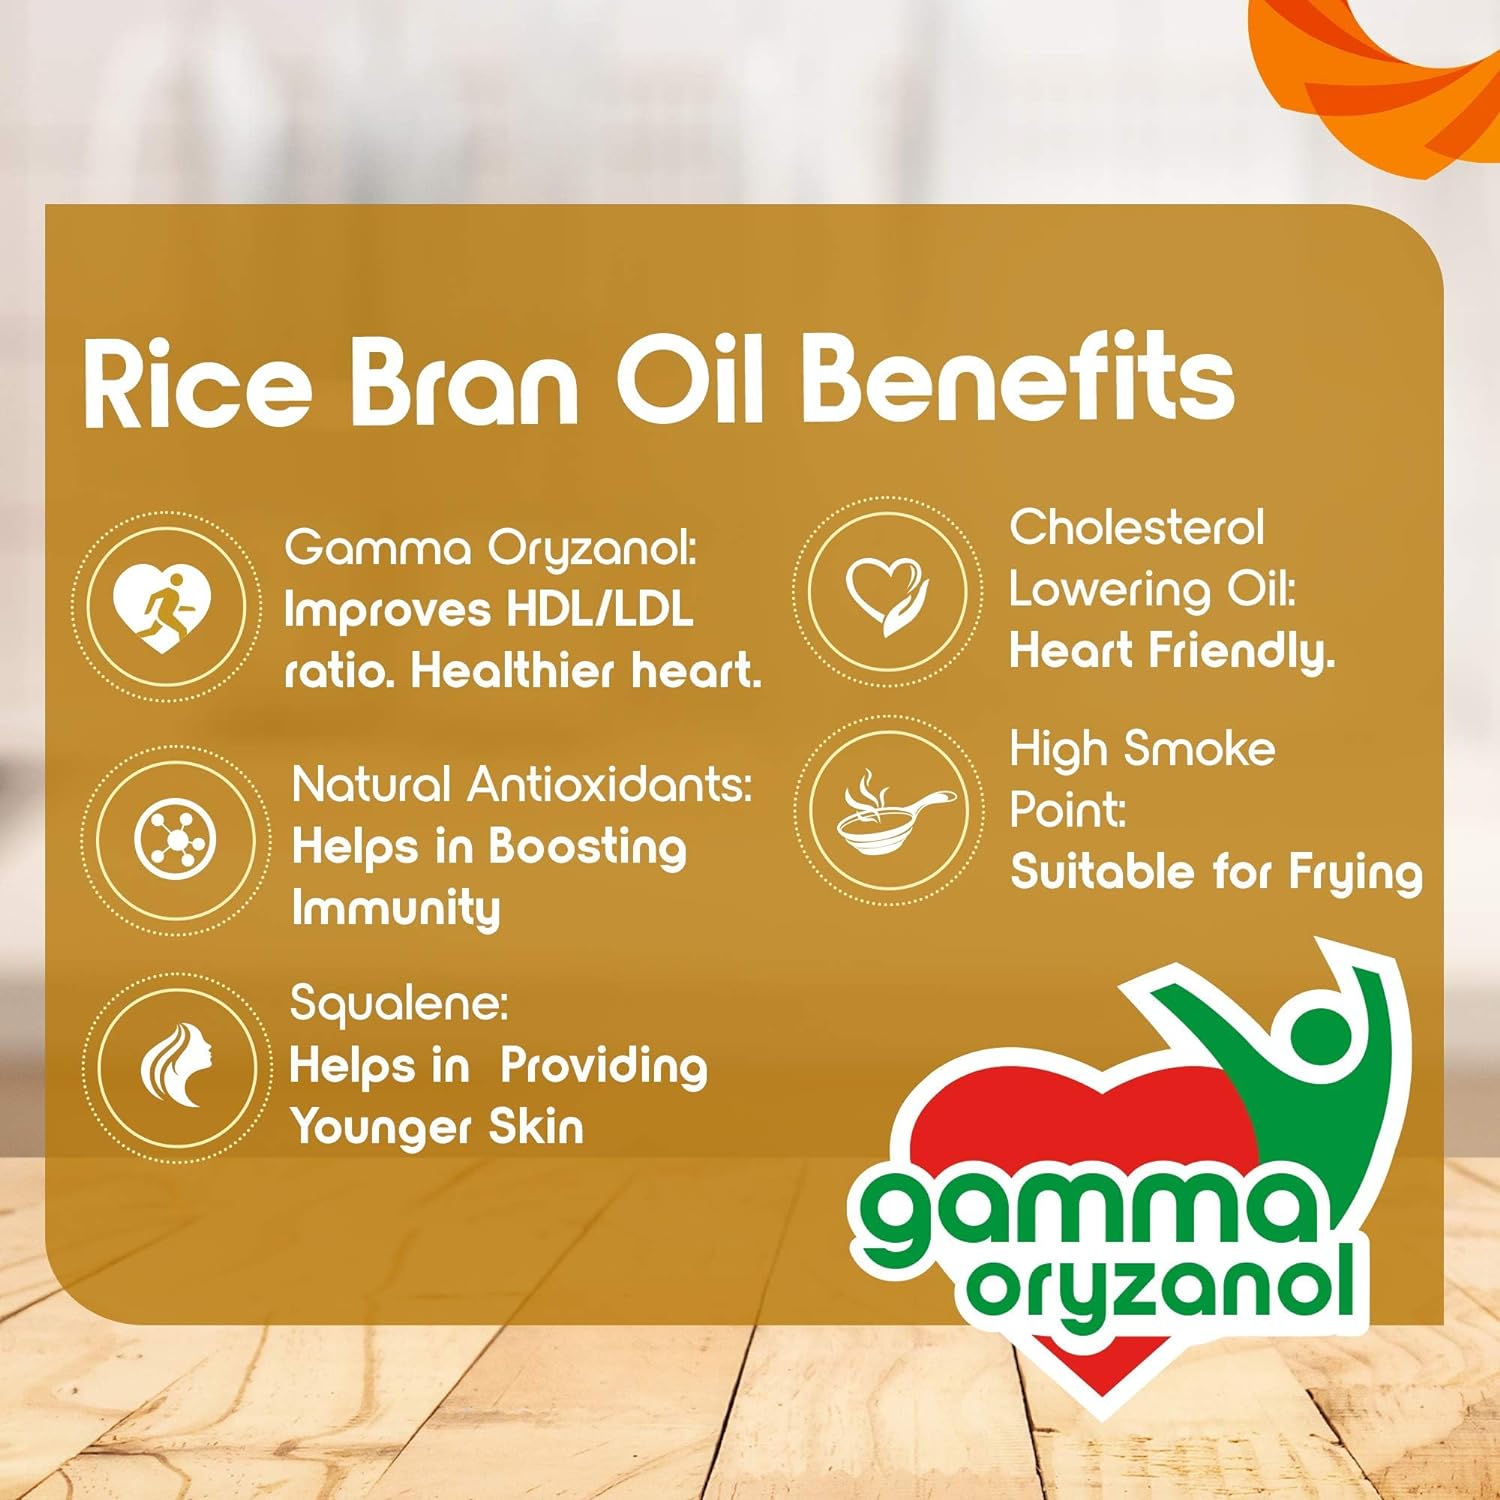 Rice Bran Oil Benefits
Gamma Oryzanol:
Improves HDL/LDL
ratio. Healthier heart.
Natural Antioxidants:
Helps in Boosting
Immunity
Squalene:
Helps in Providing
Younger Skin
Cholesterol
Lowering Oil:
Heart Friendly.
High Smoke
Point:
Suitable for Frying
gamma
oryzanol